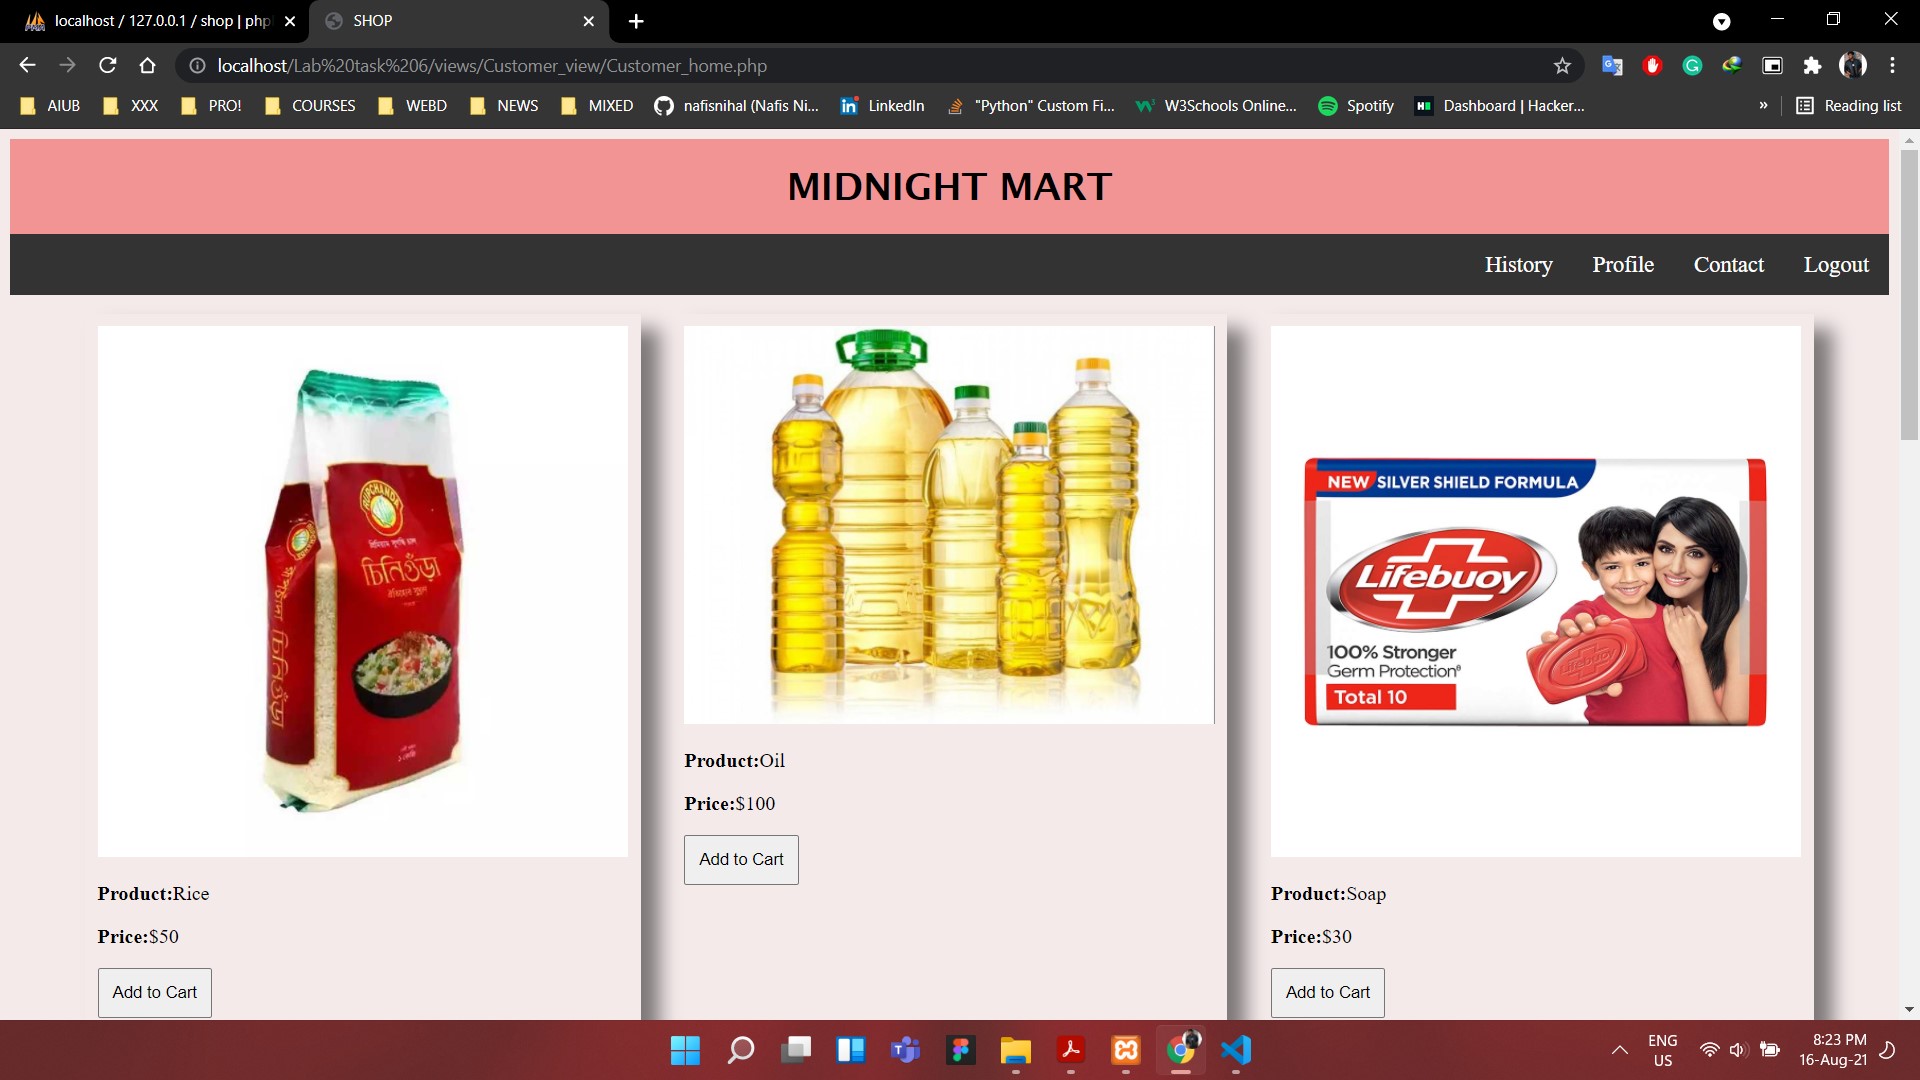 localhost / 127.0.0.1 / shop | php
SHOP
localhost/Lab%20task%206/views/Customer_view/Customer_home.php
AIUB
XXX
PRO!
COURSES
WEBD
NEWS
MIXED
nafisnihal (Nafis Ni...
LinkedIn
"Python" Custom Fi...
W3Schools Online...
Spotify
Dashboard | Hacker...
»
Reading list
MIDNIGHT MART
History
Profile
Contact
Logout
চিনিগুঁড়া
চিনিগুঁড়া
NEW SILVER SHIELD FORMULA
Lifebuoy
100% Stronger
Germ Protection
Total 10
Lifebuoy
Product:Oil
Price:$100
Add to Cart
Product:Rice
Price:$50
Add to Cart
Product:Soap
Price:$30
Add to Cart
ENG
US
8:23 PM
16-Aug-21